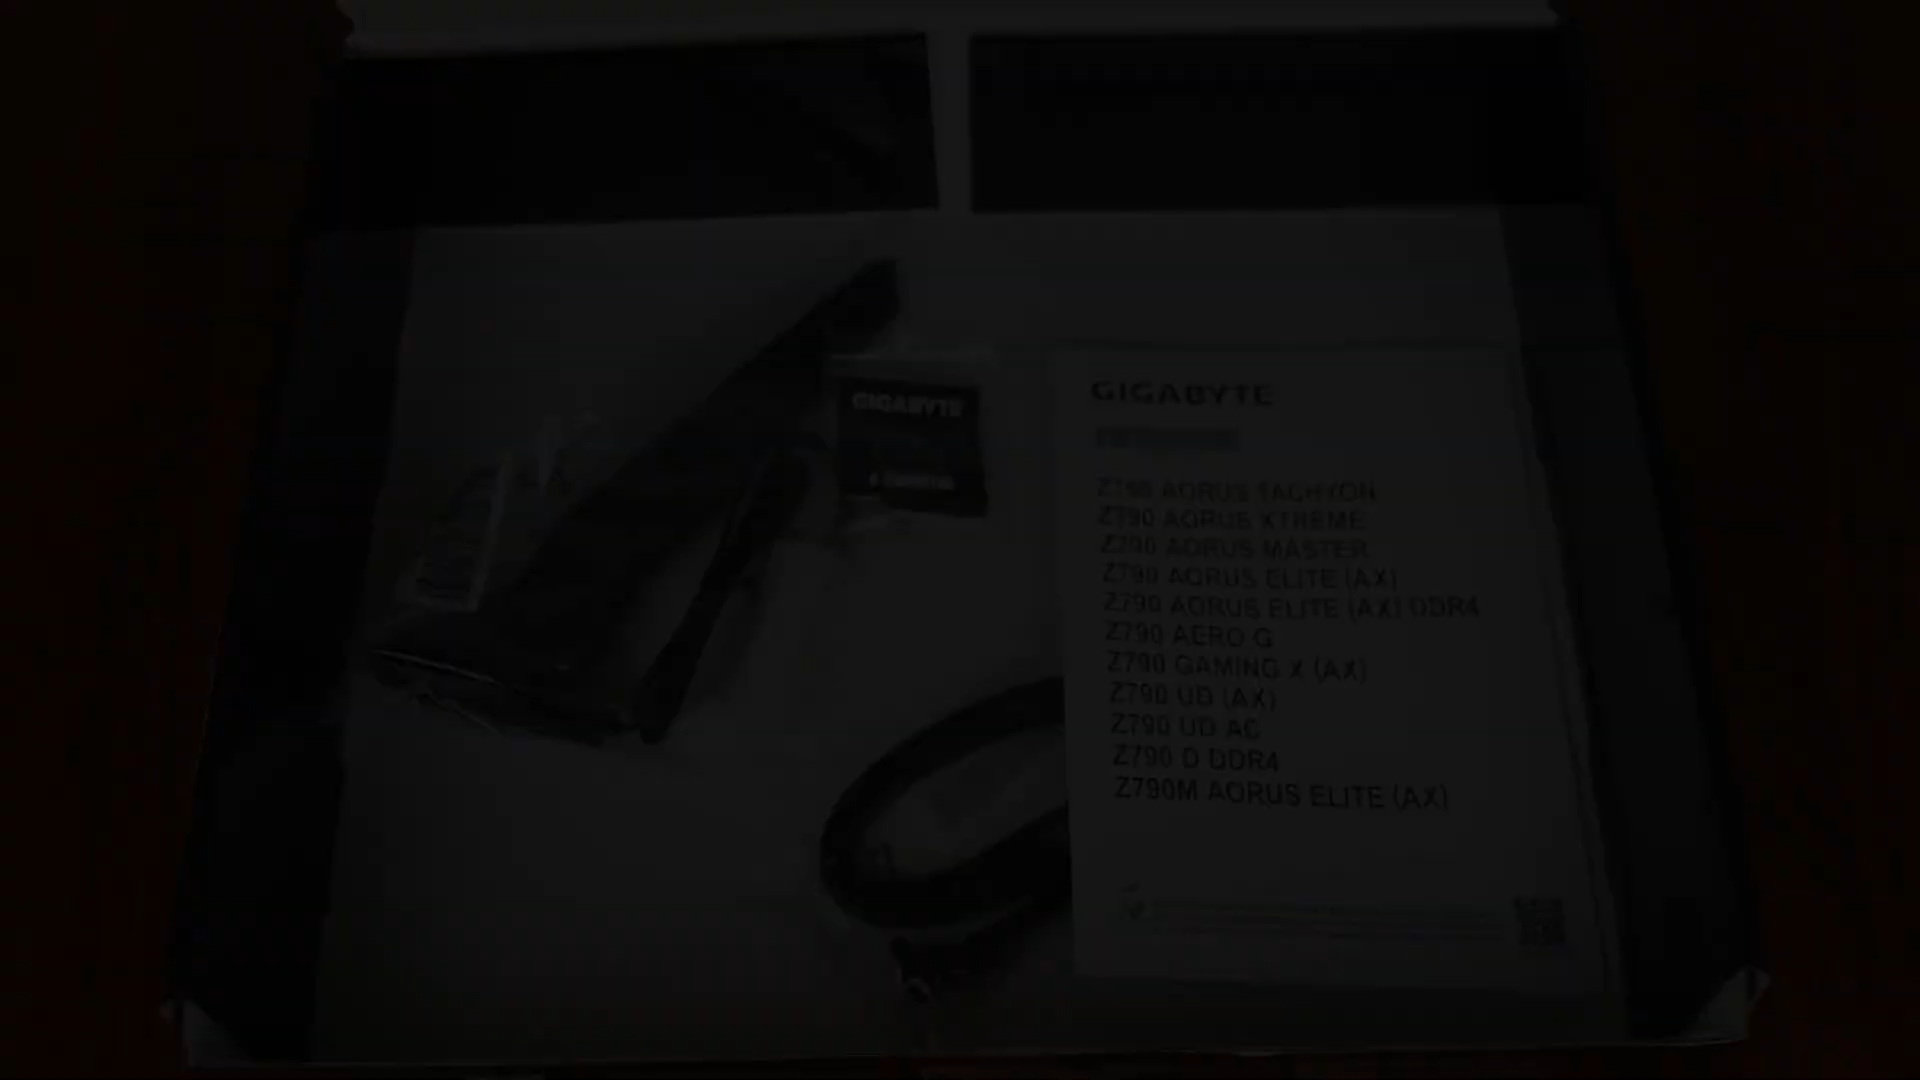 GIGABYTE
GIGABYTE
Z790 AORUS TACHYON
Z790 AORUS XTREME
Z790 AORUS MASTER
Z790 AORUS ELITE (AX)
Z790 AORUS ELITE (AX) DDR4
Z790 AERO G
Z790 GAMING X (AX)
Z790 UD (AX)
Z790 UD AC
Z790 D DDR4
Z790M AORUS ELITE (AX)